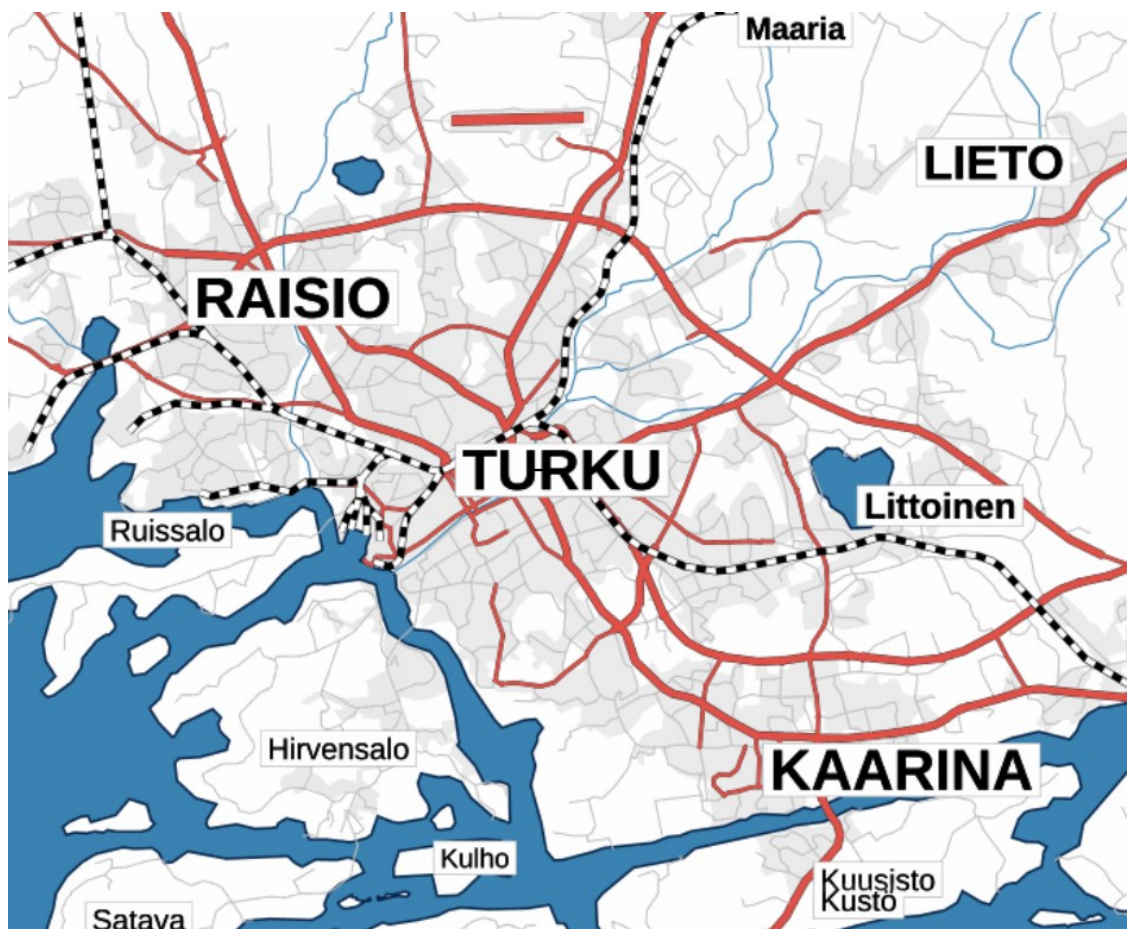 Maaria
LIETO
RAISIO
TURKU
Littoinen
Ruissalo
Hirvensalo
KAARINA
Kulho
Kuusisto
Kustö
Satava